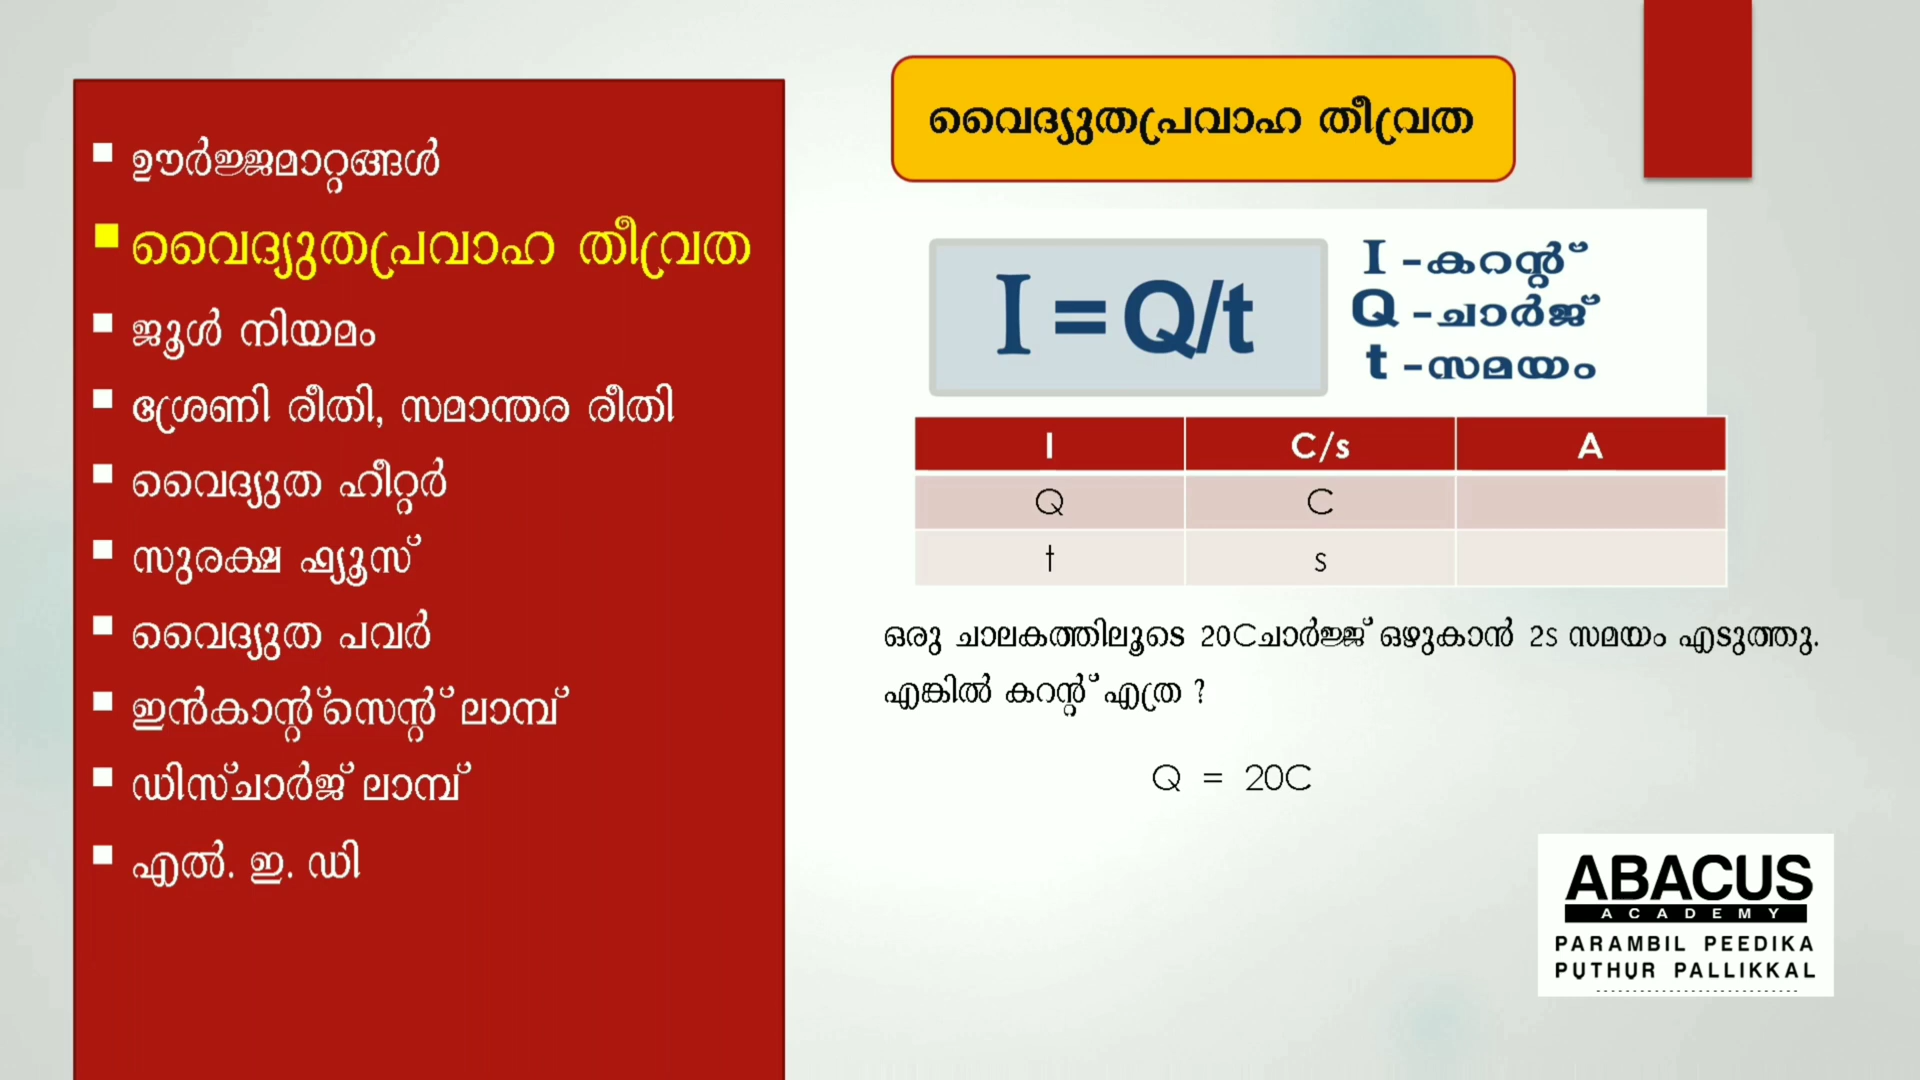 ഊർജ്ജമാറ്റങ്ങൾ
വൈദ്യുതപ്രവാഹ തീവ്രത
ജൂൾ നിയമം
ശ്രേണി രീതി, സമാന്തര രീതി
വൈദ്യുത ഹീറ്റർ
സുരക്ഷ ഫ്യൂസ്
വൈദ്യുത പവർ
ഇൻകാന്റ്സെന്റ് ലാമ്പ്
ഡിസ്ചാർജ് ലാമ്പ്
എൽ. ഇ. ഡി
വൈദ്യുതപ്രവാഹ തീവ്രത
I = Q/t
I -കറന്റ്
Q -ചാർജ്
t -സമയം
I C/s A
Q C
t s
ഒരു ചാലകത്തിലൂടെ 20Cചാർജ്ജ് ഒഴുകാൻ 2s സമയം എടുത്തു.
എങ്കിൽ കറന്റ് എത്ര ?
Q = 20C
ABACUS
ACADEMY
PARAMBIL PEEDIKA
PUTHUR PALLIKKAL